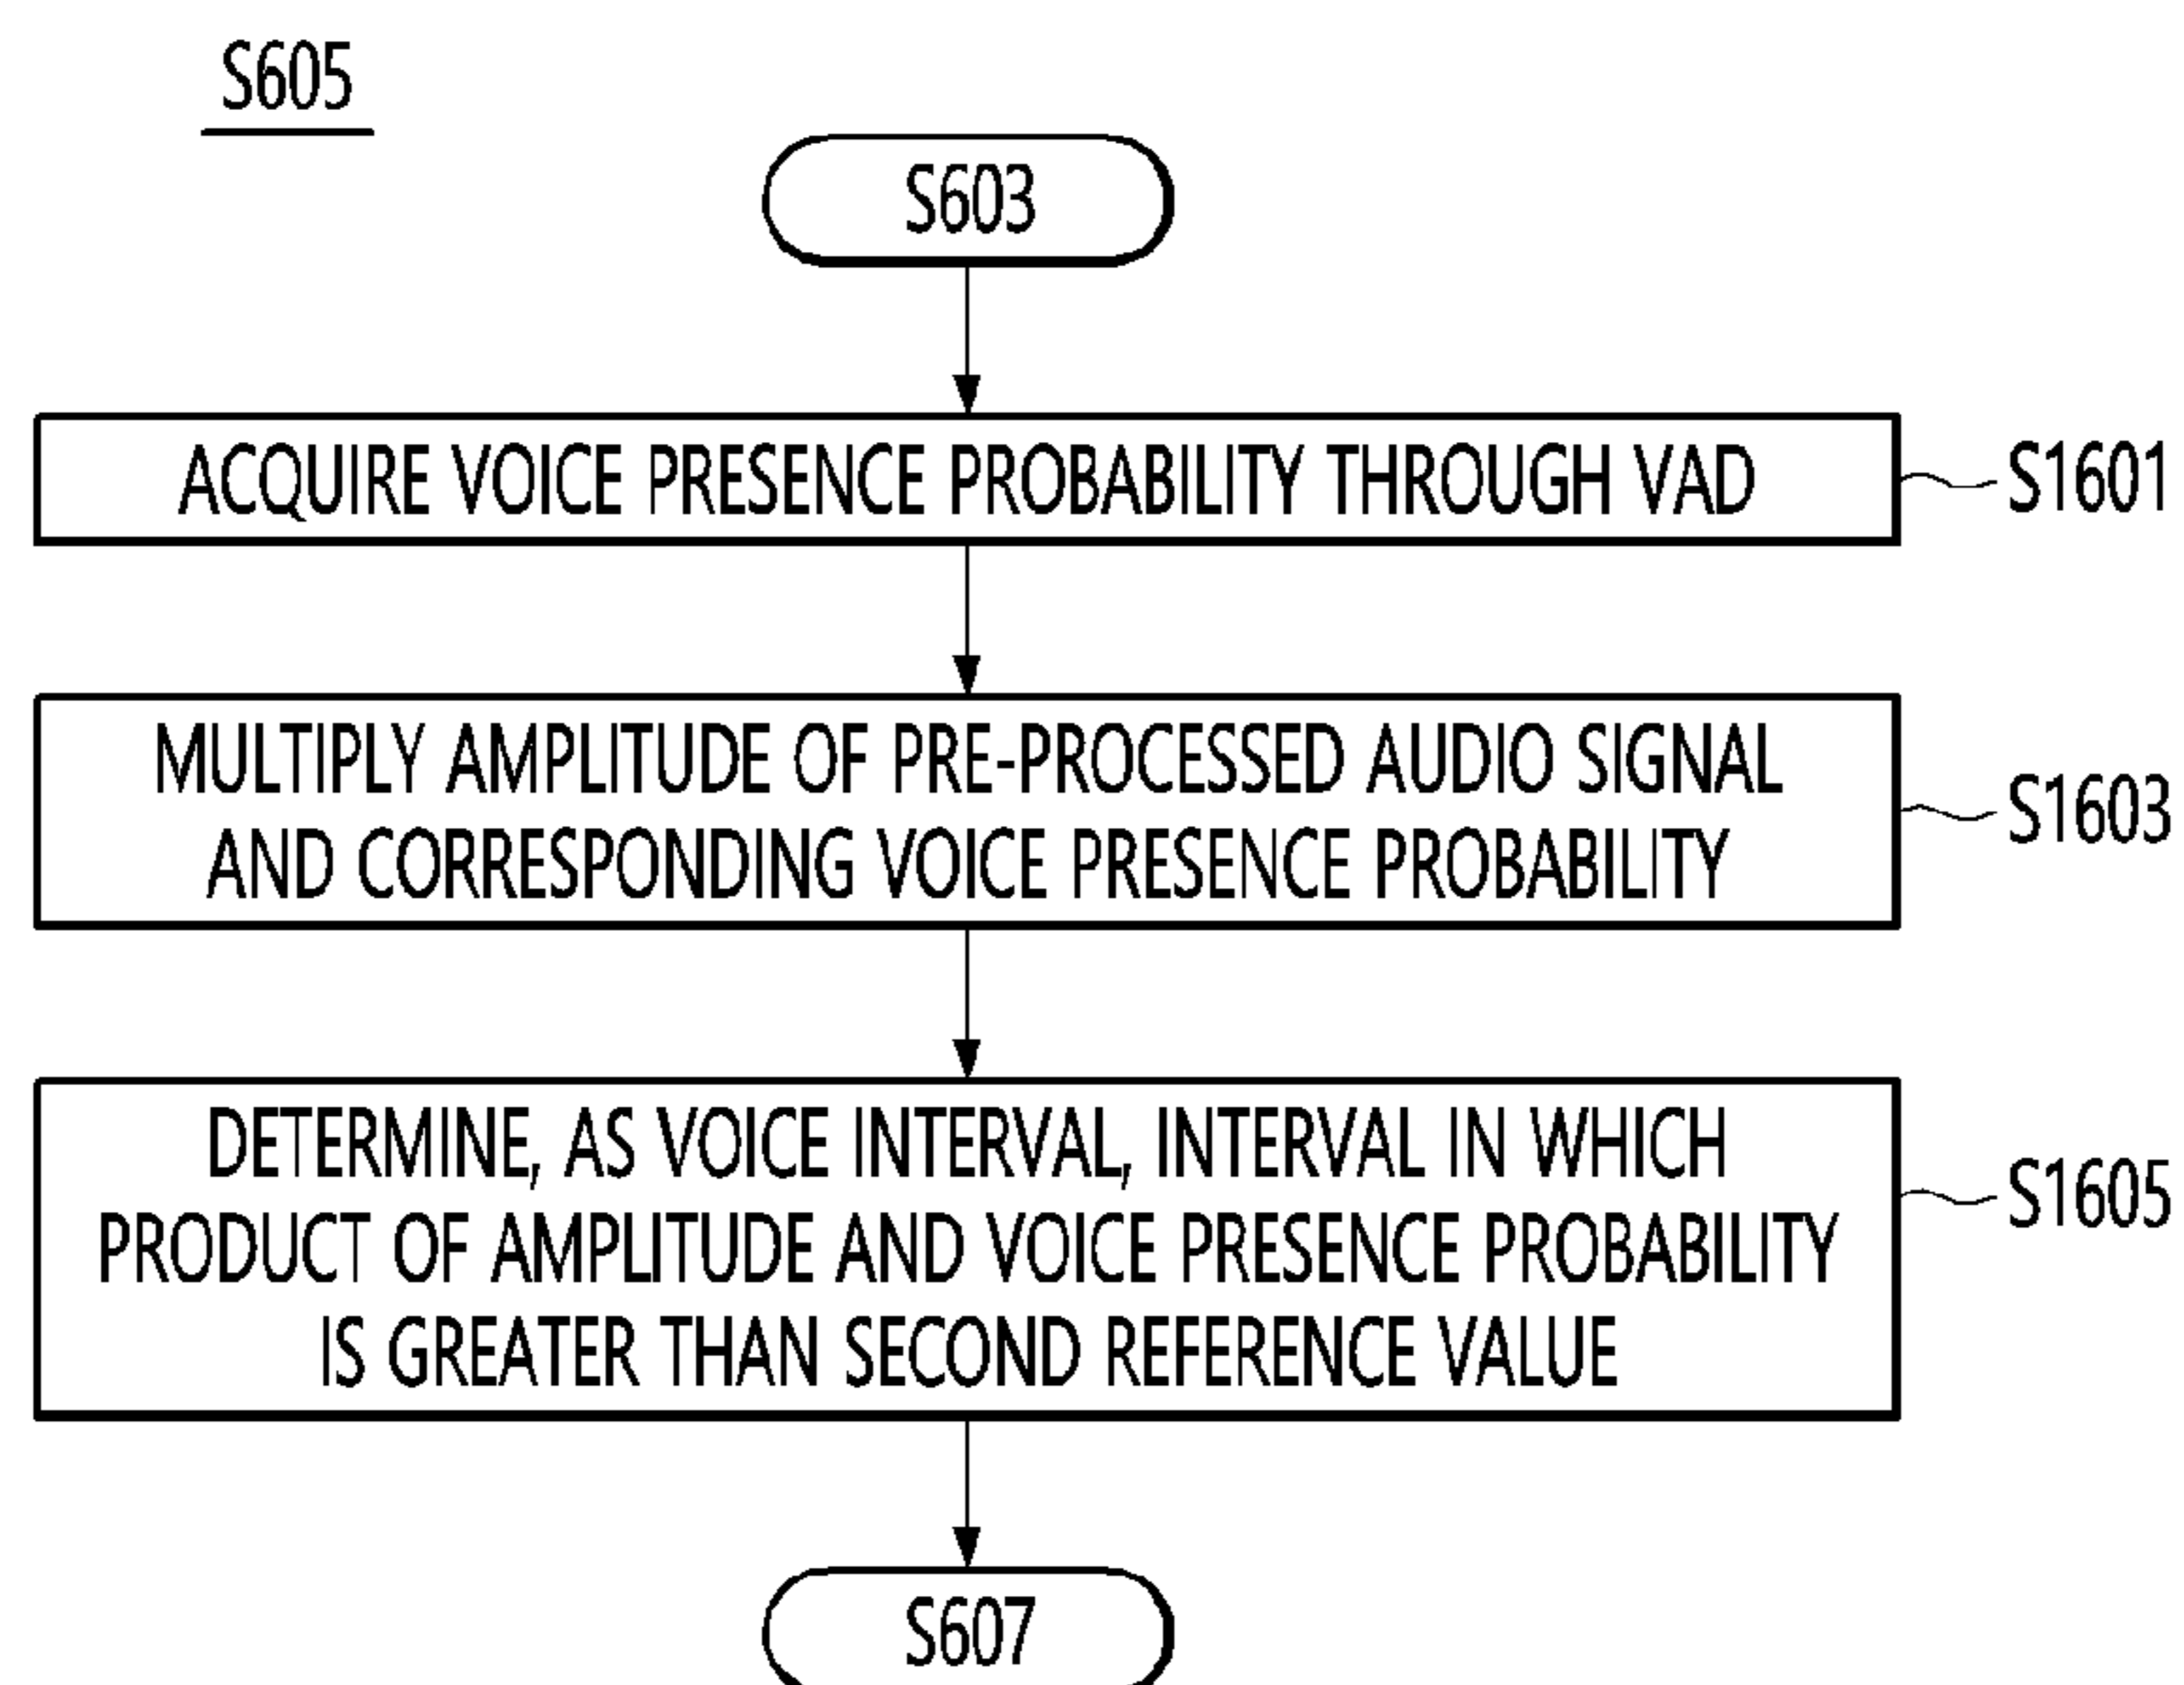 S605
S603
ACQUIRE VOICE PRESENCE PROBABILITY THROUGH VAD
S1601
MULTIPLY AMPLITUDE OF PRE-PROCESSED AUDIO SIGNAL
AND CORRESPONDING VOICE PRESENCE PROBABILITY
S1603
DETERMINE, AS VOICE INTERVAL, INTERVAL IN WHICH
PRODUCT OF AMPLITUDE AND VOICE PRESENCE PROBABILITY
IS GREATER THAN SECOND REFERENCE VALUE
S1605
S607